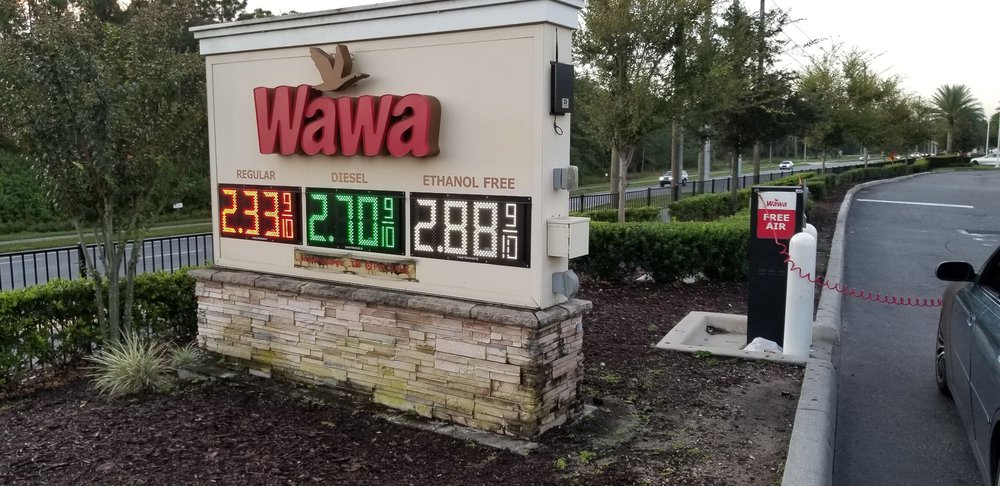 Wawa
REGULAR DIESEL ETHANOL FREE
2.33 9/10 2.70 9/10 2.88 9/10
Wawa
FREE
AIR